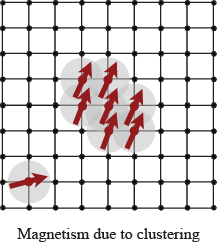 Magnetism due to clustering